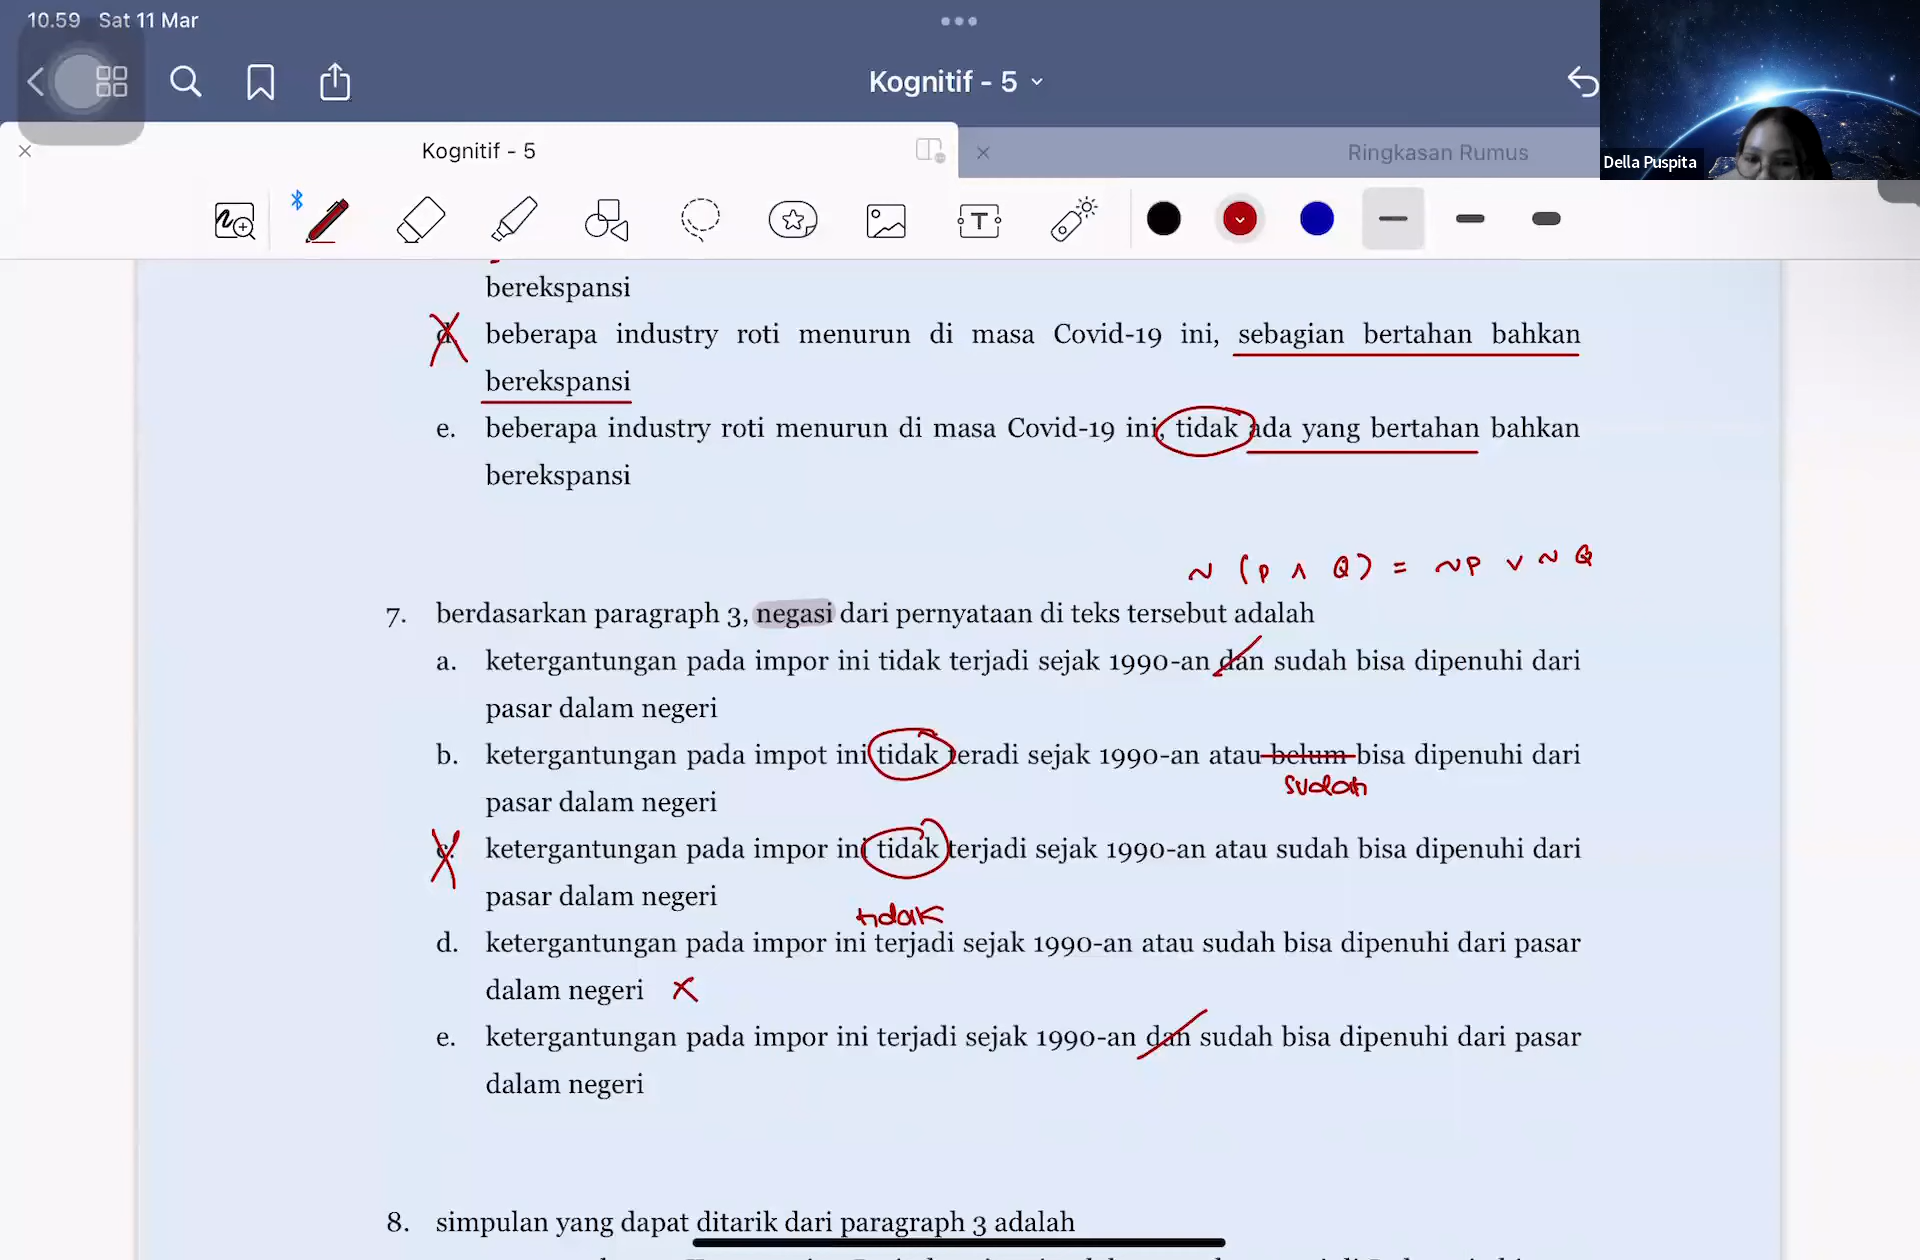 10.59 Sat 11 Mar
Kognitif - 5
Della Puspita
Kognitif - 5
Ringkasan Rumus
berekspansi
d. beberapa industry roti menurun di masa Covid-19 ini, sebagian bertahan bahkan
berekspansi
e. beberapa industry roti menurun di masa Covid-19 ini, tidak ada yang bertahan bahkan
berekspansi
~ (P ∧ Q) = ~P ∨ ~ Q
7. berdasarkan paragraph 3, negasi dari pernyataan di teks tersebut adalah
a. ketergantungan pada impor ini tidak terjadi sejak 1990-an dan sudah bisa dipenuhi dari
pasar dalam negeri
b. ketergantungan pada impot ini tidak teradi sejak 1990-an atau belum bisa dipenuhi dari
sudah
pasar dalam negeri
c. ketergantungan pada impor ini tidak terjadi sejak 1990-an atau sudah bisa dipenuhi dari
pasar dalam negeri
tidak
d. ketergantungan pada impor ini terjadi sejak 1990-an atau sudah bisa dipenuhi dari pasar
dalam negeri x
e. ketergantungan pada impor ini terjadi sejak 1990-an dan sudah bisa dipenuhi dari pasar
dalam negeri
8. simpulan yang dapat ditarik dari paragraph 3 adalah